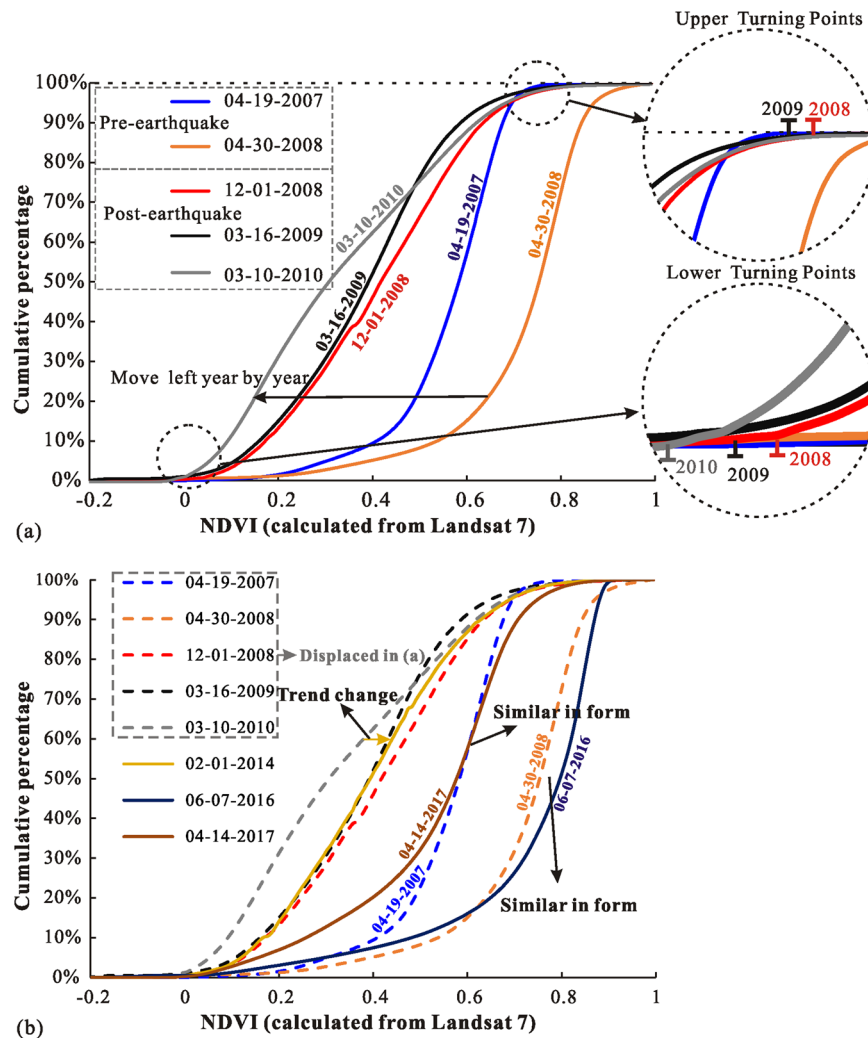 Upper Turning Points
(a)
100%
90%
80%
70%
60%
50%
40%
30%
20%
10%
0%
Cumulative percentage
04-19-2007
Pre-earthquake
04-30-2008
12-01-2008
Post-earthquake
03-16-2009
03-10-2010
03-10-2010
03-16-2009
12-01-2008
04-19-2007
04-30-2008
Move left year by year
2009 2008
Lower Turning Points
2010 2009 2008
-0.2 0 0.2 0.4 0.6 0.8 1
NDVI (calculated from Landsat 7)
100%
90%
80%
70%
60%
50%
40%
30%
20%
10%
0%
Cumulative percentage
04-19-2007
04-30-2008
12-01-2008
Displaced in (a)
03-16-2009
03-10-2010
02-01-2014
06-07-2016
04-14-2017
Trend change
Similar in form
04-14-2017
04-19-2007
04-30-2008
06-07-2016
Similar in form
-0.2 0 0.2 0.4 0.6 0.8 1
NDVI (calculated from Landsat 7)
(b)